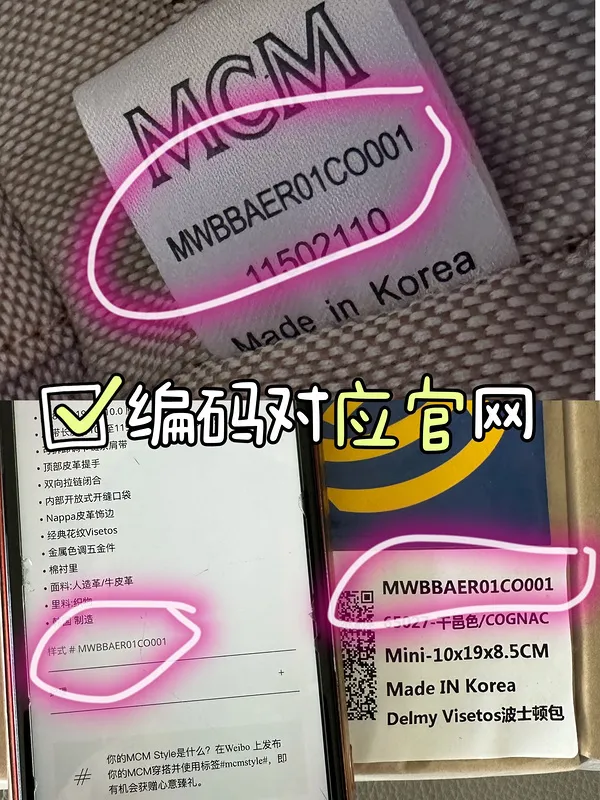 MCM
MWBBAER01CO001
11502110
Made in Korea
编码对应官网
顶部皮革提手
双向拉链闭合
内部开放式开缝口袋
Nappa皮革饰边
经典花纹Visetos
金属色调五金件
棉衬里
面料:人造革/牛皮革
里料:织物
制造
样式 # MWBBAER01CO001
+
# 你的MCM Style是什么?在Weibo 上发布
你的MCM穿搭并使用标签#mcmstyle#，即
有机会获赠心意臻礼。
MWBBAER01CO001
干邑色/COGNAC
Mini-10x19x8.5CM
Made IN Korea
Delmy Visetos波士顿包